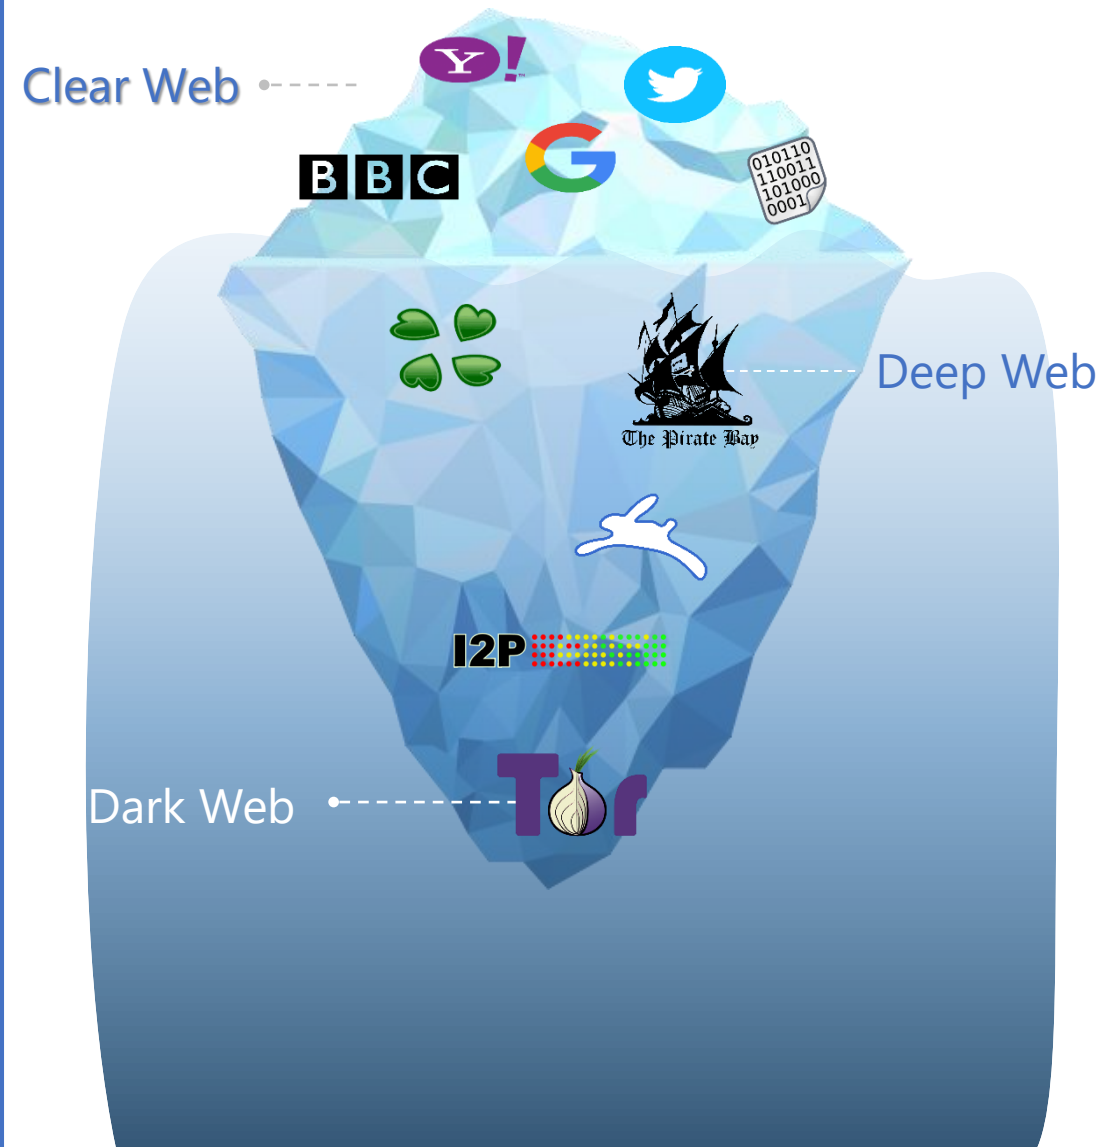 Y!
Clear Web
BBC
G
010110
110011
101000
0001
The Pirate Bay
Deep Web
I2P
Tor
Dark Web